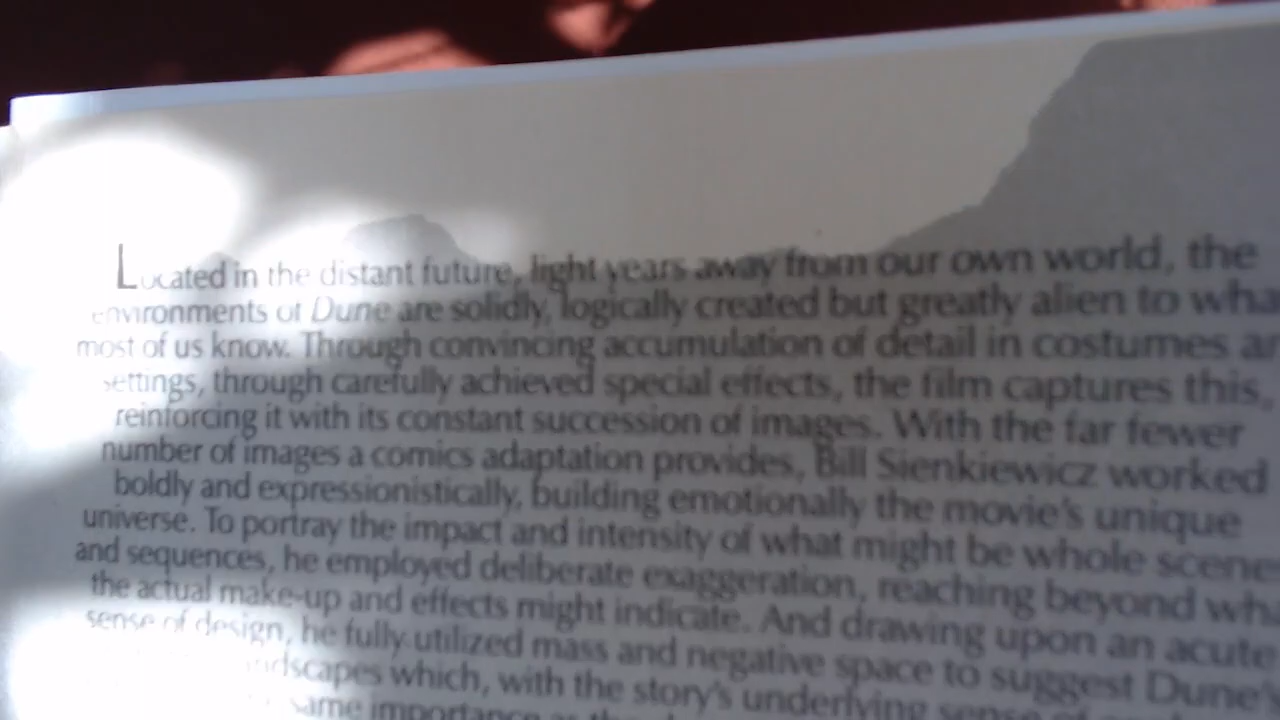 Located in the distant future, light years away from our own world, the
environments of Dune are solidly, logically created but greatly alien to
most of us know. Through convincing accumulation of detail in costumes
settings, through carefully achieved special effects, the film captures this,
reinforcing it with its constant succession of images. With the far fewer
number of images a comics adaptation provides, Bill Sienkiewicz worked
boldly and expressionistically, building emotionally the movie's unique
universe. To portray the impact and intensity of what might be whole
and sequences, he employed deliberate exaggeration, reaching beyond
the actual make-up and effects might indicate. And drawing upon an acute
sense of design, he fully utilized mass and negative space to suggest Dune's
which, with the story's underlying sense
same importance as